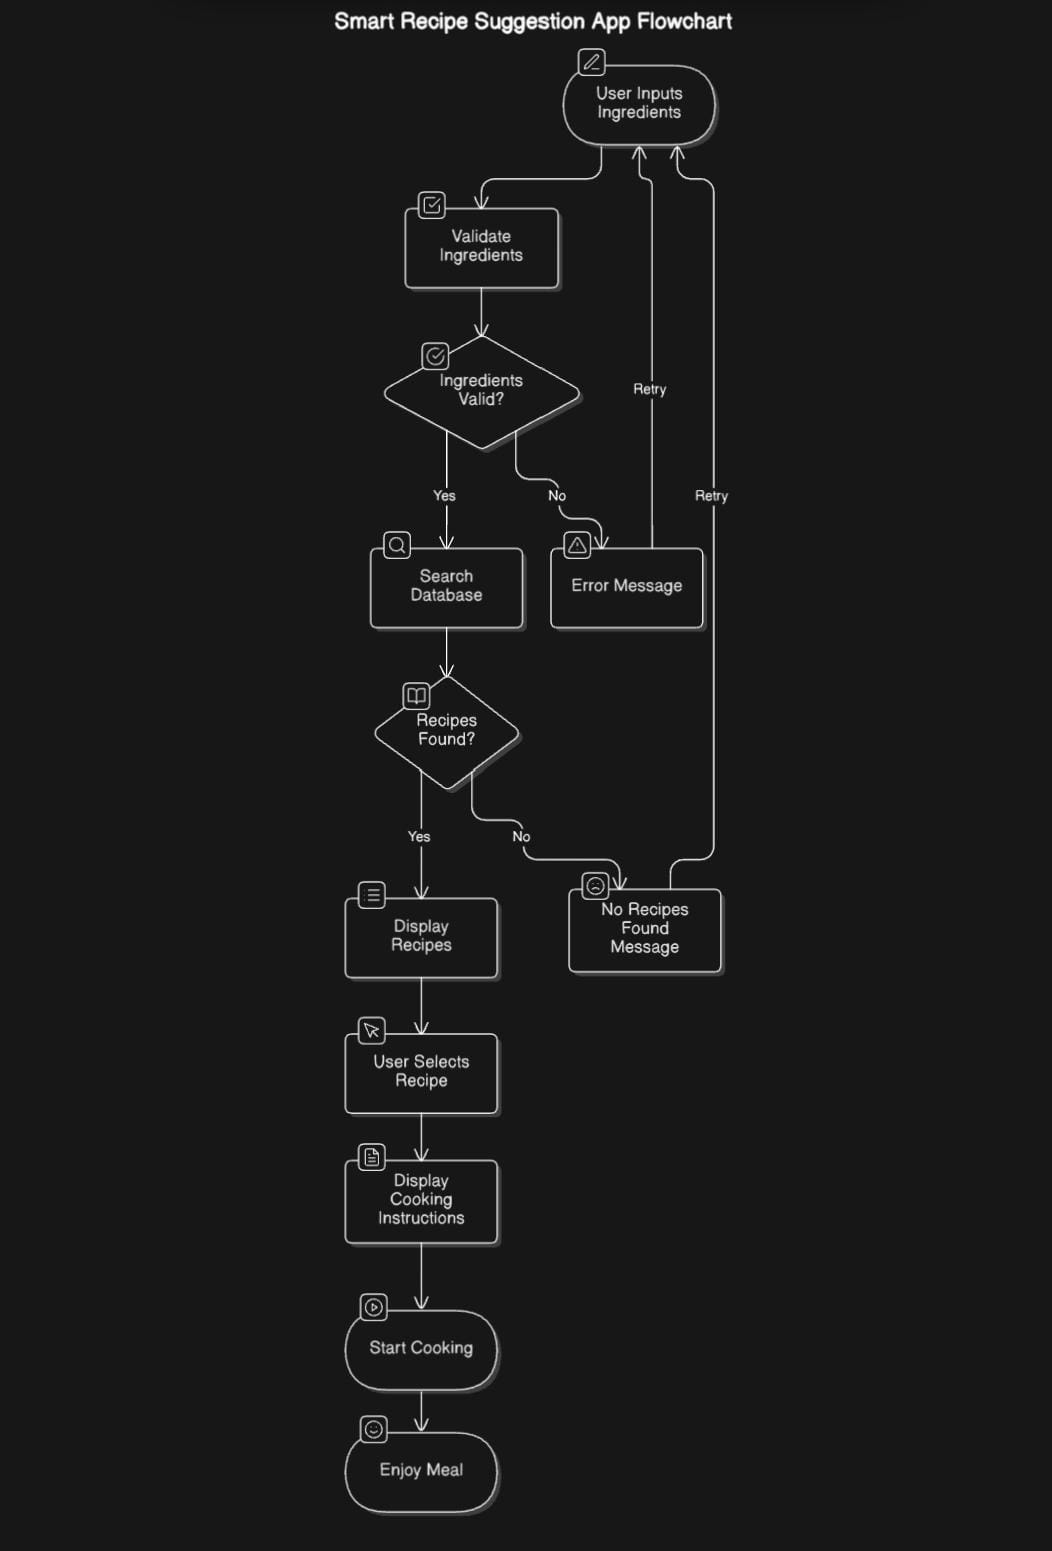 Smart Recipe Suggestion App Flowchart
User Inputs
Ingredients
Validate
Ingredients
Ingredients
Valid?
Retry
Yes
No
Retry
Search
Database
Error Message
Recipes
Found?
Yes
No
Display
Recipes
No Recipes
Found
Message
User Selects
Recipe
Display
Cooking
Instructions
Start Cooking
Enjoy Meal